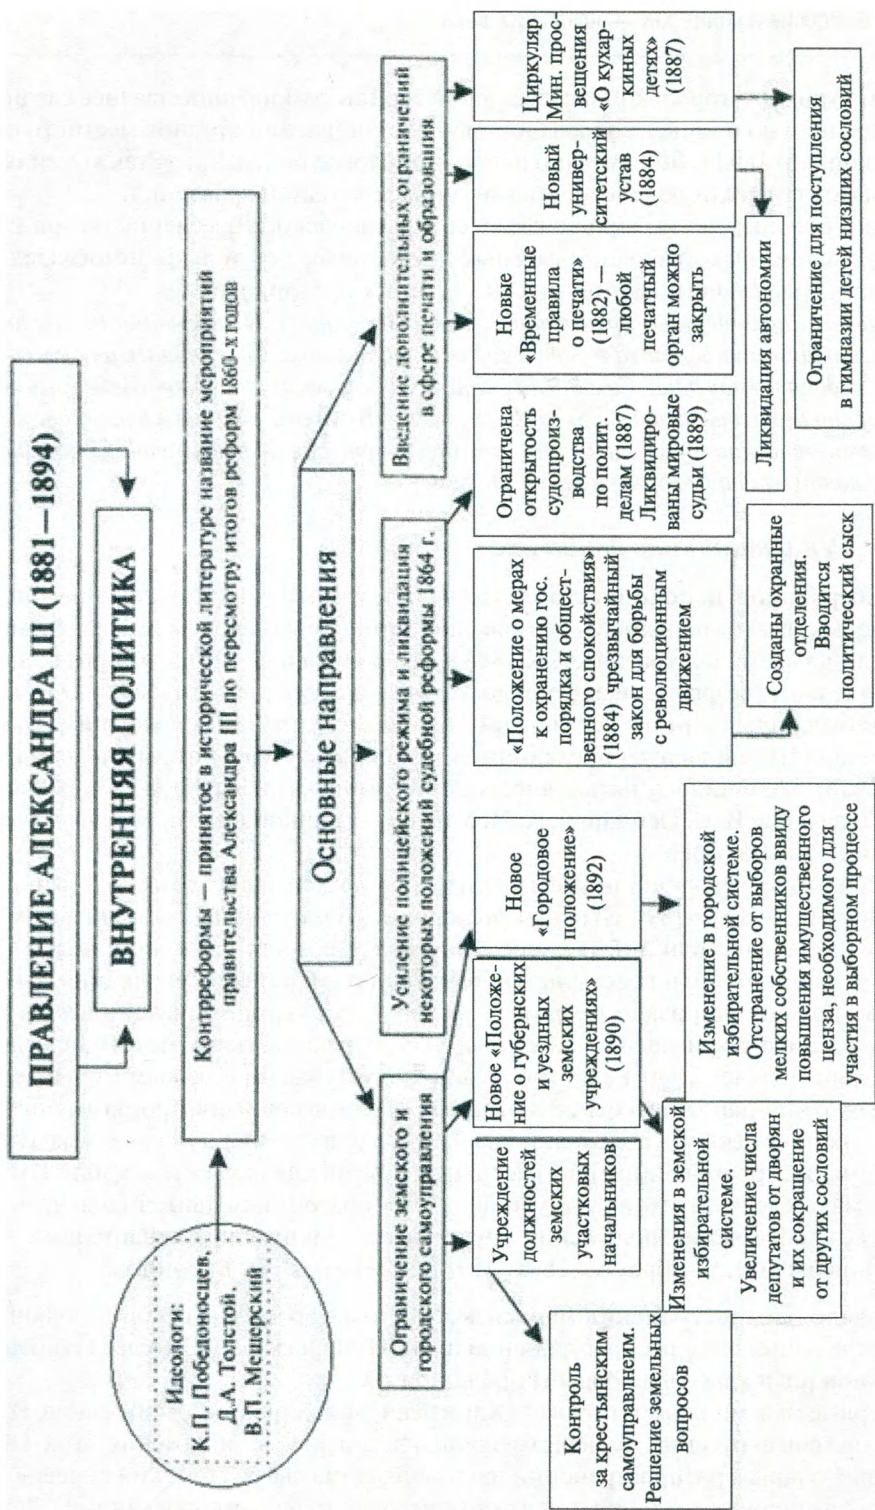 ПРАВЛЕНИЕ АЛЕКСАНДРА III (1881—1894)
ВНУТРЕННЯЯ ПОЛИТИКА
Идеологи:
К.П. Победоносцев,
Д.А. Толстой,
В.П. Мещерский
Контрреформы — принятое в исторической литературе название мероприятий
правительства Александра III по пересмотру итогов реформ 1860-х годов
Основные направления
Ограничение земского и
городского самоуправления
Усиление полицейского режима и ликвидация
некоторых положений судебной реформы 1864 г.
Введение дополнительных ограничений
в сфере печати и образования
Учреждение
должностей
земских
участковых
начальников
Новое «Положе-
ние о губернских
и уездных
земских
учреждениях»
(1890)
Новое
«Городовое
положение»
(1892)
«Положение о мерах
к охранению гос.
порядка и общест-
венного спокойствия»
(1884) чрезвычайный
закон для борьбы
с революционным
движением
Ограничена
открытость
судопроиз-
водства
по полит.
делам (1887)
Ликвидиро-
ваны мировые
судьи (1889)
Новые
«Временные
правила
о печати»
(1882) —
любой
печатный
орган можно
закрыть
Новый
универ-
ситетский
устав
(1884)
Циркуляр
Мин. прос-
вещения
«О кухар-
киных
детях»
(1887)
Контроль
за крестьянским
самоуправлеим.
Решение земельных
вопросов
Изменения в земской
избирательной
системе.
Увеличение числа
депутатов от дворян
и их сокращение
от других сословий
Изменение в городской
избирательной системе.
Отстранение от выборов
мелких собственников ввиду
повышения имущественного
ценза, необходимого для
участия в выборном процессе
Созданы охранные
отделения.
Вводится
политический сыск
Ликвидация автономии
Ограничение для поступления
в гимназии детей низших сословий